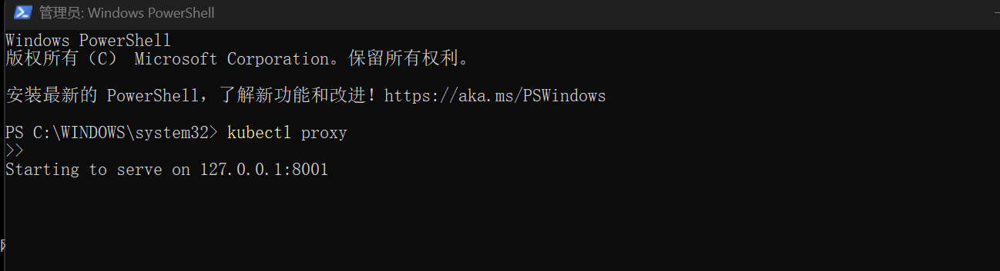 管理员: Windows PowerShell
Windows PowerShell
版权所有（C） Microsoft Corporation。保留所有权利。
安装最新的 PowerShell，了解新功能和改进！https://aka.ms/PSWindows
PS C:\WINDOWS\system32> kubectl proxy
>>
Starting to serve on 127.0.0.1:8001